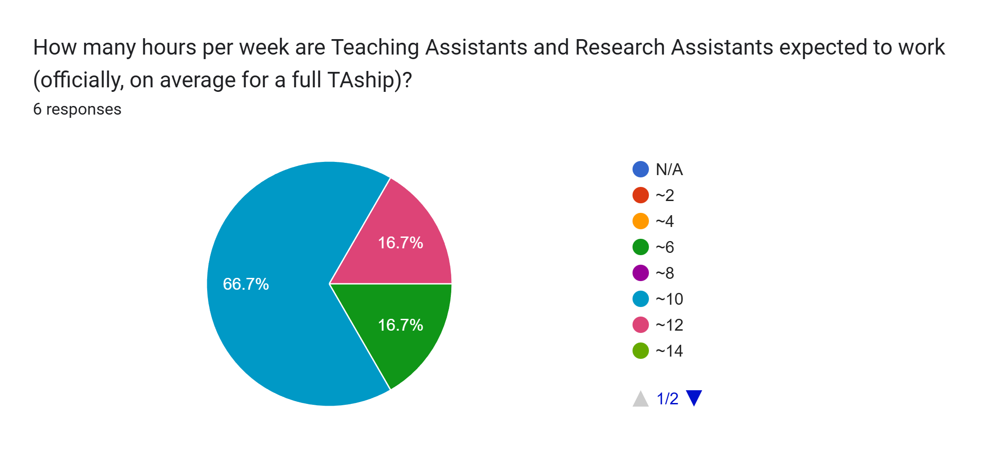 How many hours per week are Teaching Assistants and Research Assistants expected to work
(officially, on average for a full TAship)?
6 responses
16.7%
66.7%
16.7%
N/A
~2
~4
~6
~8
~10
~12
~14
1/2